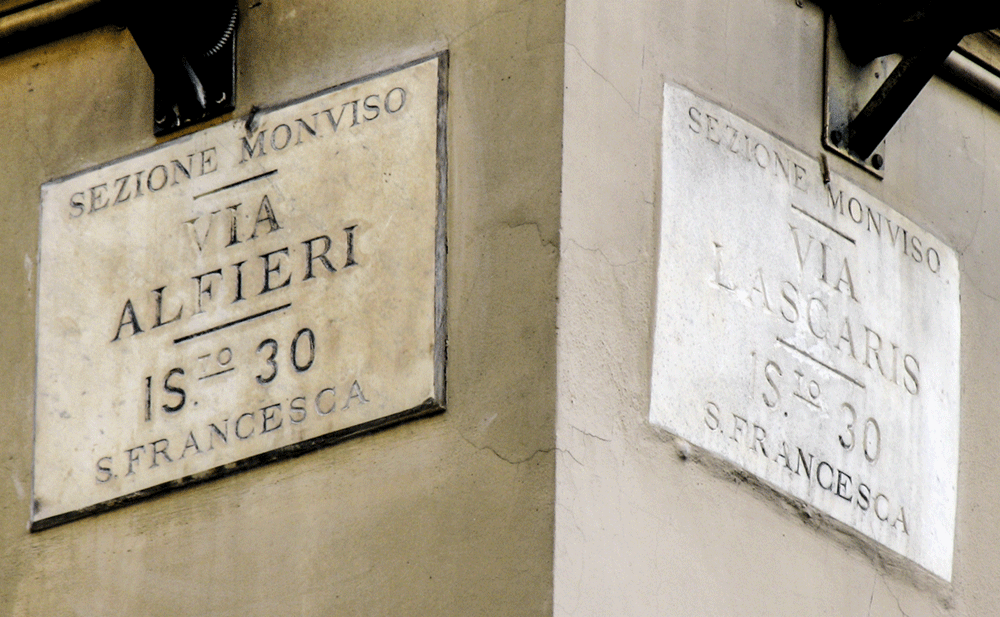 SEZIONE MONVISO
VIA
ALFIERI
IS.TO 30
S. FRANCESCA
SEZIONE MONVISO
VIA
LASCARIS
IS.TO 30
S. FRANCESCA